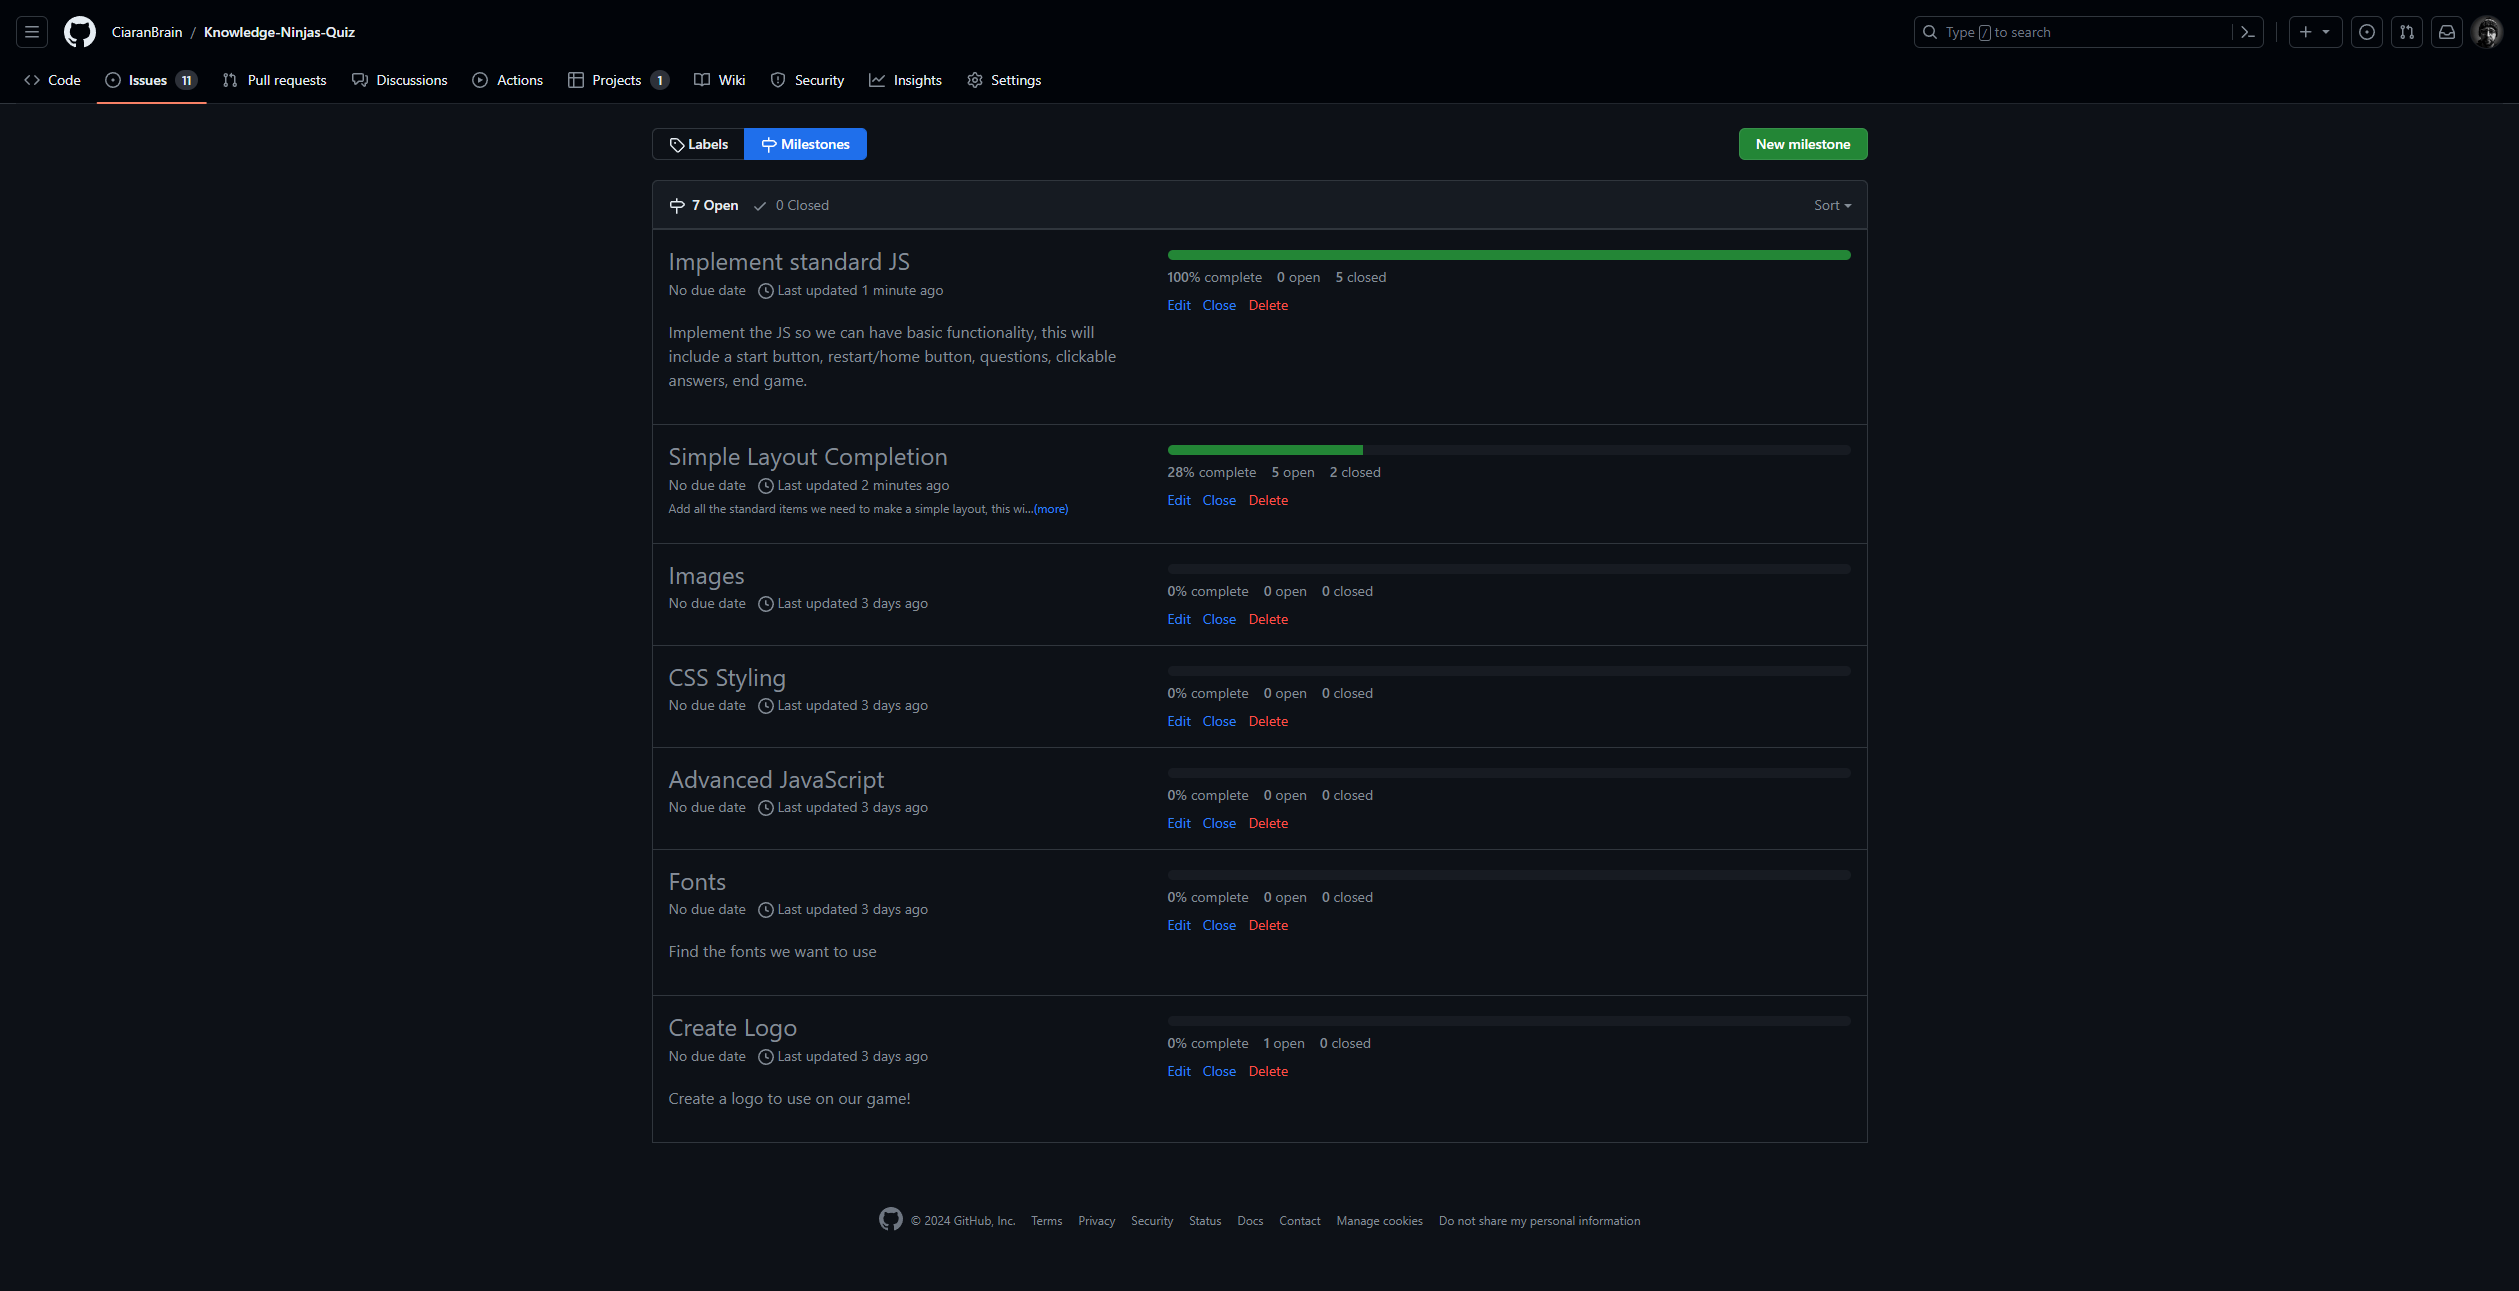 CiaranBrain / Knowledge-Ninjas-Quiz
Type / to search
Code Issues 11 Pull requests Discussions Actions Projects 1 Wiki Security Insights Settings
Labels Milestones New milestone
7 Open 0 Closed Sort
Implement standard JS
No due date Last updated 1 minute ago
Implement the JS so we can have basic functionality, this will
include a start button, restart/home button, questions, clickable
answers, end game.
100% complete 0 open 5 closed
Edit Close Delete
Simple Layout Completion
No due date Last updated 2 minutes ago
Add all the standard items we need to make a simple layout, this wi...(more)
28% complete 5 open 2 closed
Edit Close Delete
Images
No due date Last updated 3 days ago
0% complete 0 open 0 closed
Edit Close Delete
CSS Styling
No due date Last updated 3 days ago
0% complete 0 open 0 closed
Edit Close Delete
Advanced JavaScript
No due date Last updated 3 days ago
0% complete 0 open 0 closed
Edit Close Delete
Fonts
No due date Last updated 3 days ago
Find the fonts we want to use
0% complete 0 open 0 closed
Edit Close Delete
Create Logo
No due date Last updated 3 days ago
Create a logo to use on our game!
0% complete 1 open 0 closed
Edit Close Delete
© 2024 GitHub, Inc. Terms Privacy Security Status Docs Contact Manage cookies Do not share my personal information